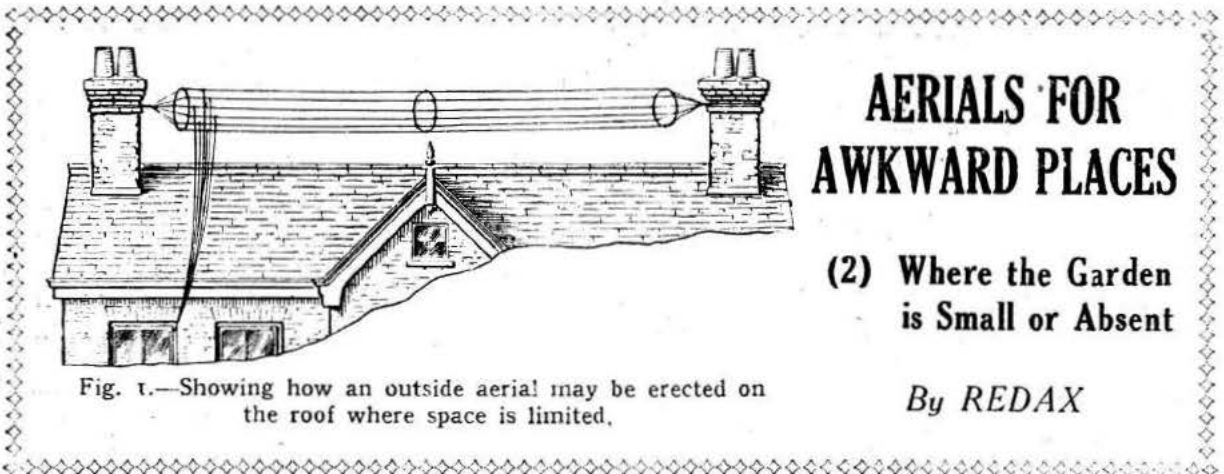 AERIALS FOR
AWKWARD PLACES
(2) Where the Garden
is Small or Absent
By REDAX
Fig. 1.—Showing how an outside aerial may be erected on
the roof where space is limited.